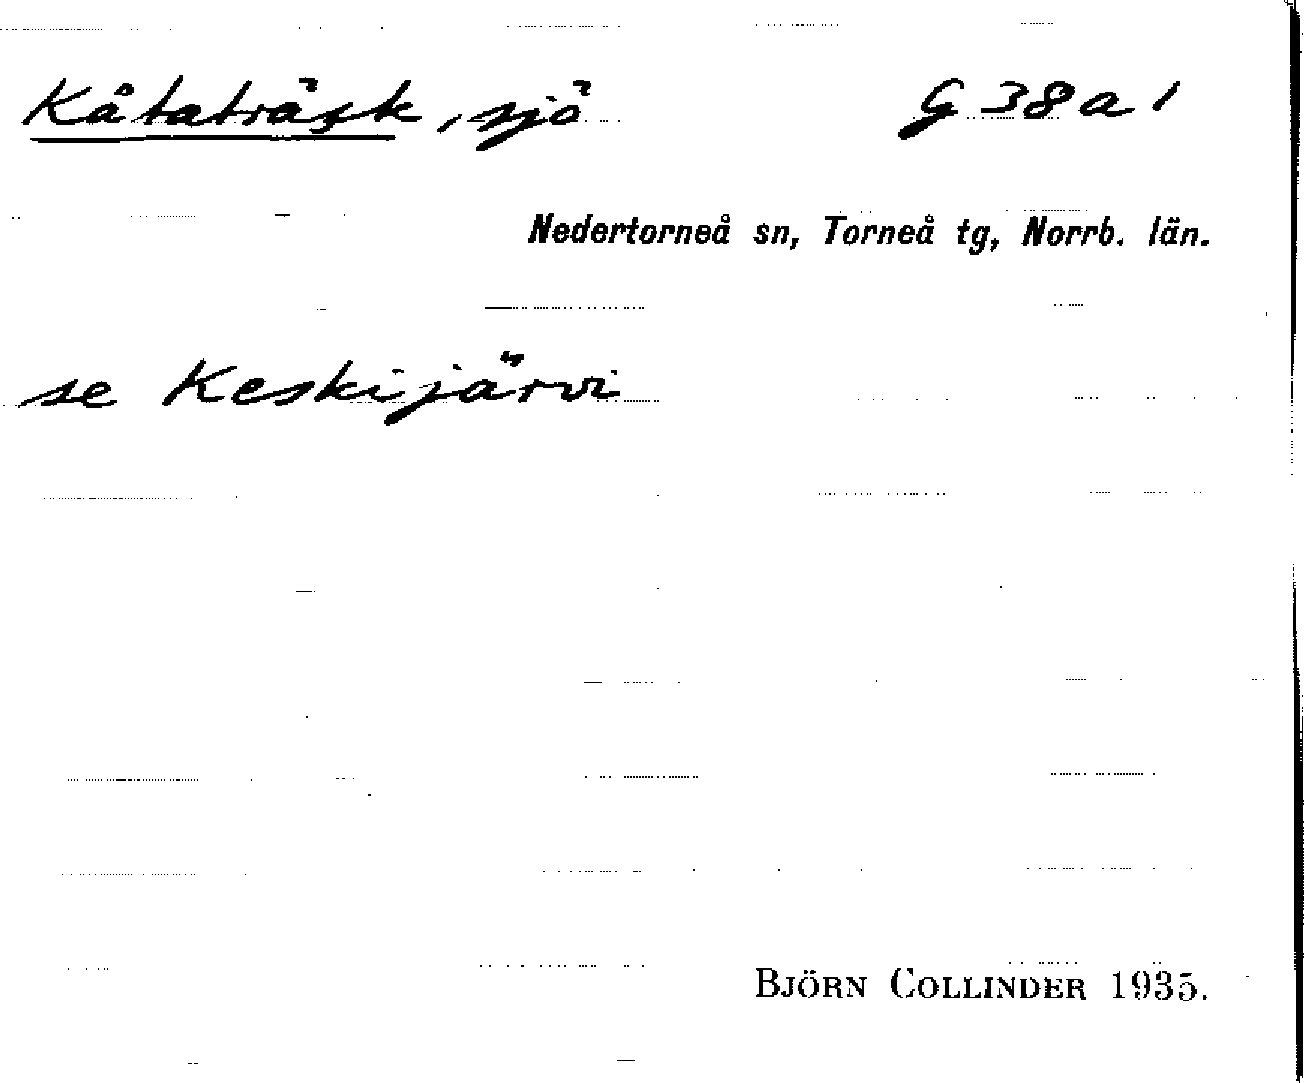 Kåtaträsk, sjö G 38 a 1
Nedertorneå sn, Torneå tg, Norrb. län.
se Keskijärvi
BJÖRN COLLINDER 1935.